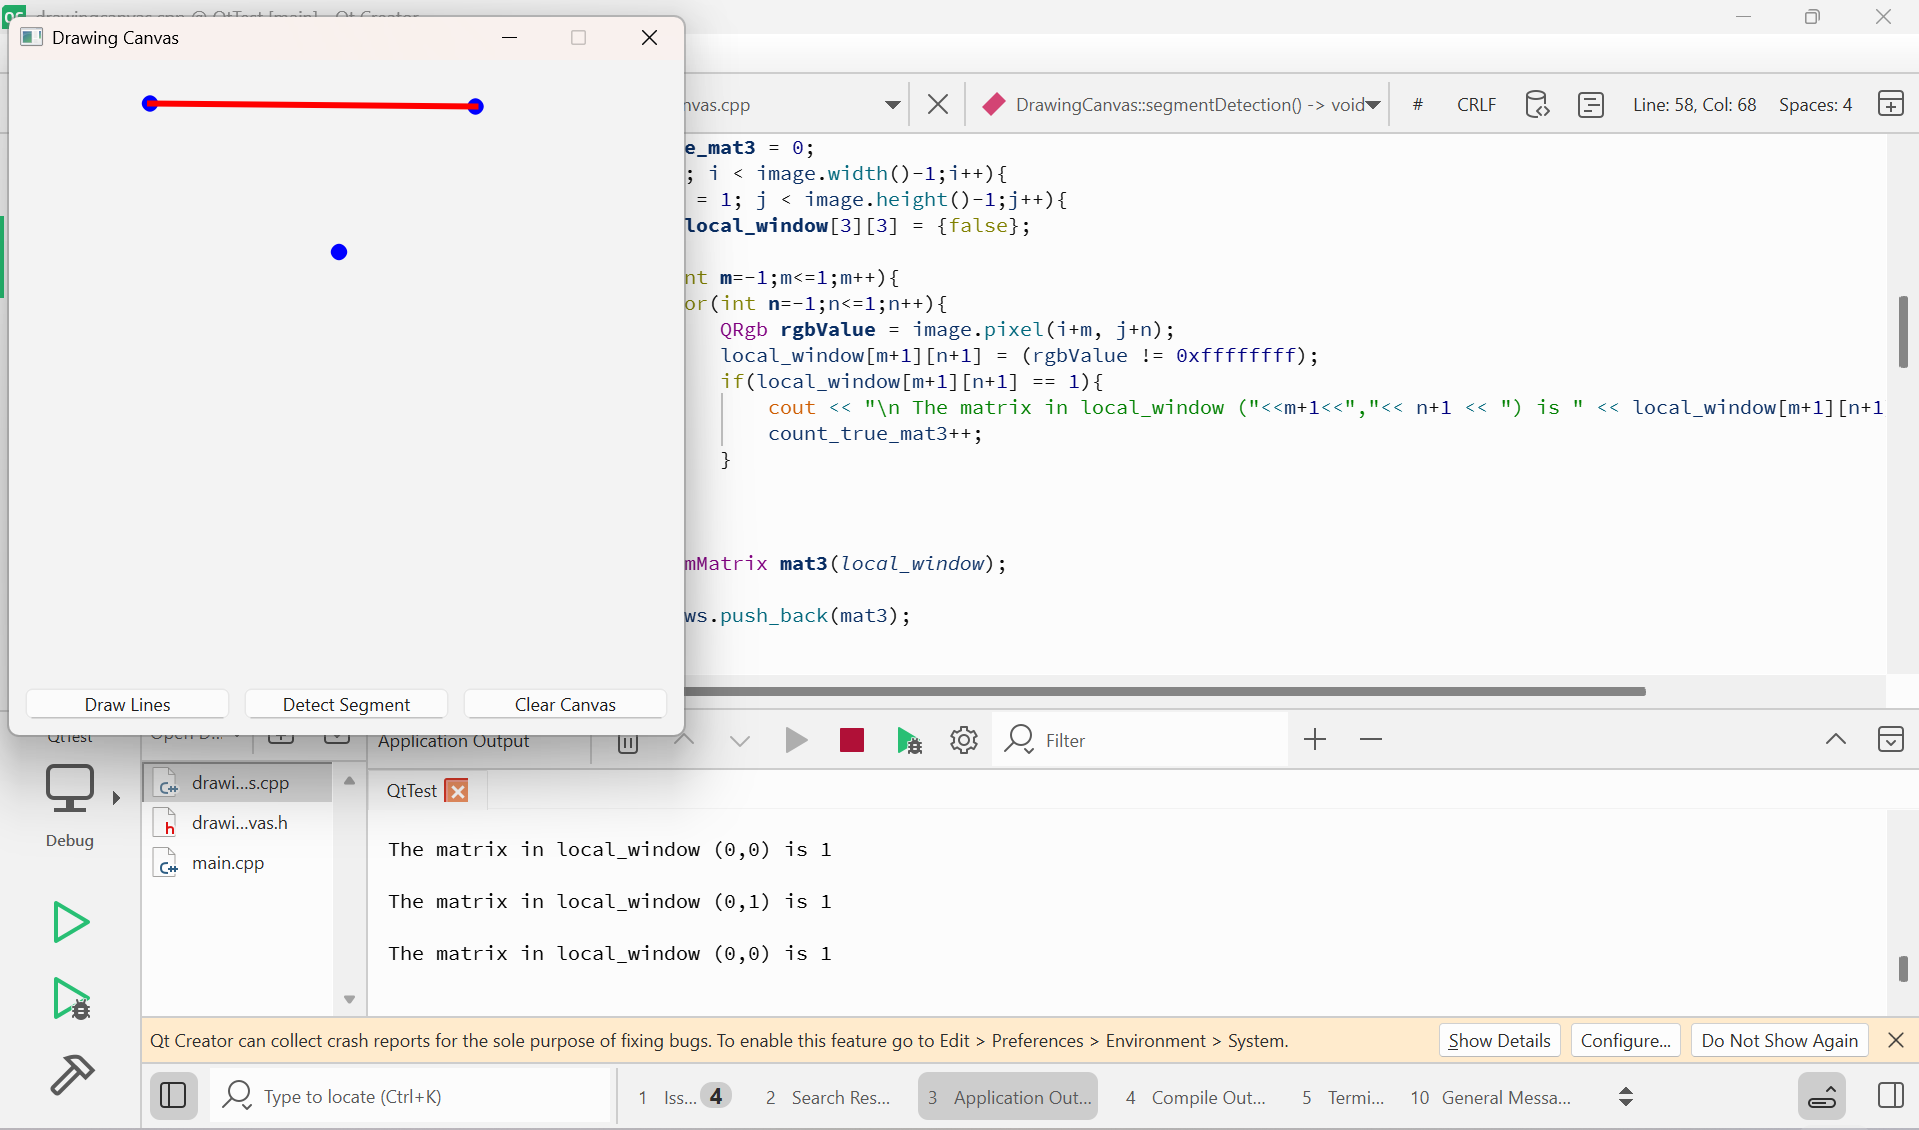 Drawing Canvas
nvas.cpp
DrawingCanvas::segmentDetection() -> void
#
CRLF
Line: 58, Col: 68
Spaces: 4
e_mat3 = 0;
; i < image.width()-1;i++){
= 1; j < image.height()-1;j++){
local_window[3][3] = {false};
nt m=-1;m<=1;m++){
or(int n=-1;n<=1;n++){
QRgb rgbValue = image.pixel(i+m, j+n);
local_window[m+1][n+1] = (rgbValue != 0xffffffff);
if(local_window[m+1][n+1] == 1){
cout << "\n The matrix in local_window ("<<m+1<<","<< n+1 << ") is " << local_window[m+1][n+1
count_true_mat3++;
}
mMatrix mat3(local_window);
ws.push_back(mat3);
Draw Lines
Detect Segment
Clear Canvas
QtTest
Application Output
Filter
drawi...s.cpp
drawi...vas.h
main.cpp
Debug
QtTest
The matrix in local_window (0,0) is 1
The matrix in local_window (0,1) is 1
The matrix in local_window (0,0) is 1
Qt Creator can collect crash reports for the sole purpose of fixing bugs. To enable this feature go to Edit > Preferences > Environment > System.
Show Details
Configure...
Do Not Show Again
Type to locate (Ctrl+K)
1 Iss... 4
2 Search Res...
3 Application Out...
4 Compile Out...
5 Termi...
10 General Messa...